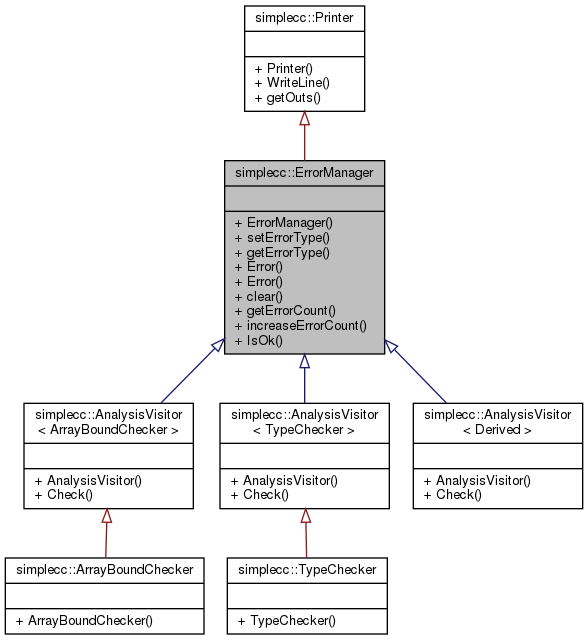 simplecc::Printer
+ Printer()
+ WriteLine()
+ getOuts()
simplecc::ErrorManager
+ ErrorManager()
+ setErrorType()
+ getErrorType()
+ Error()
+ Error()
+ clear()
+ getErrorCount()
+ increaseErrorCount()
+ IsOk()
simplecc::AnalysisVisitor
< ArrayBoundChecker >
+ AnalysisVisitor()
+ Check()
simplecc::AnalysisVisitor
< TypeChecker >
+ AnalysisVisitor()
+ Check()
simplecc::AnalysisVisitor
< Derived >
+ AnalysisVisitor()
+ Check()
simplecc::ArrayBoundChecker
+ ArrayBoundChecker()
simplecc::TypeChecker
+ TypeChecker()